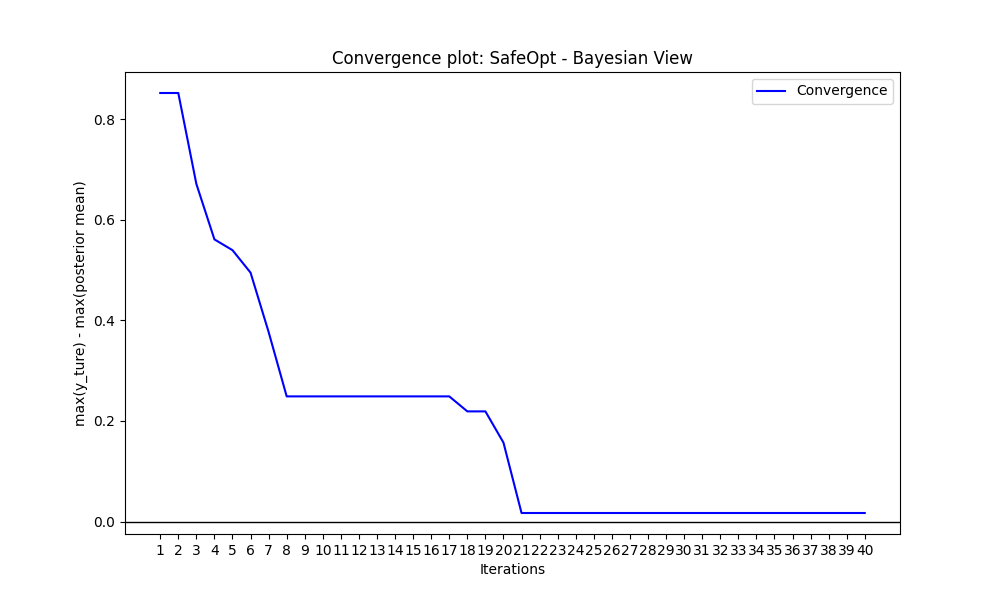 Convergence plot: SafeOpt - Bayesian View
Convergence
max(y_ture) - max(posterior mean)
0.8
0.6
0.4
0.2
0.0
1 2 3 4 5 6 7 8 9 10 11 12 13 14 15 16 17 18 19 20 21 22 23 24 25 26 27 28 29 30 31 32 33 34 35 36 37 38 39 40
Iterations